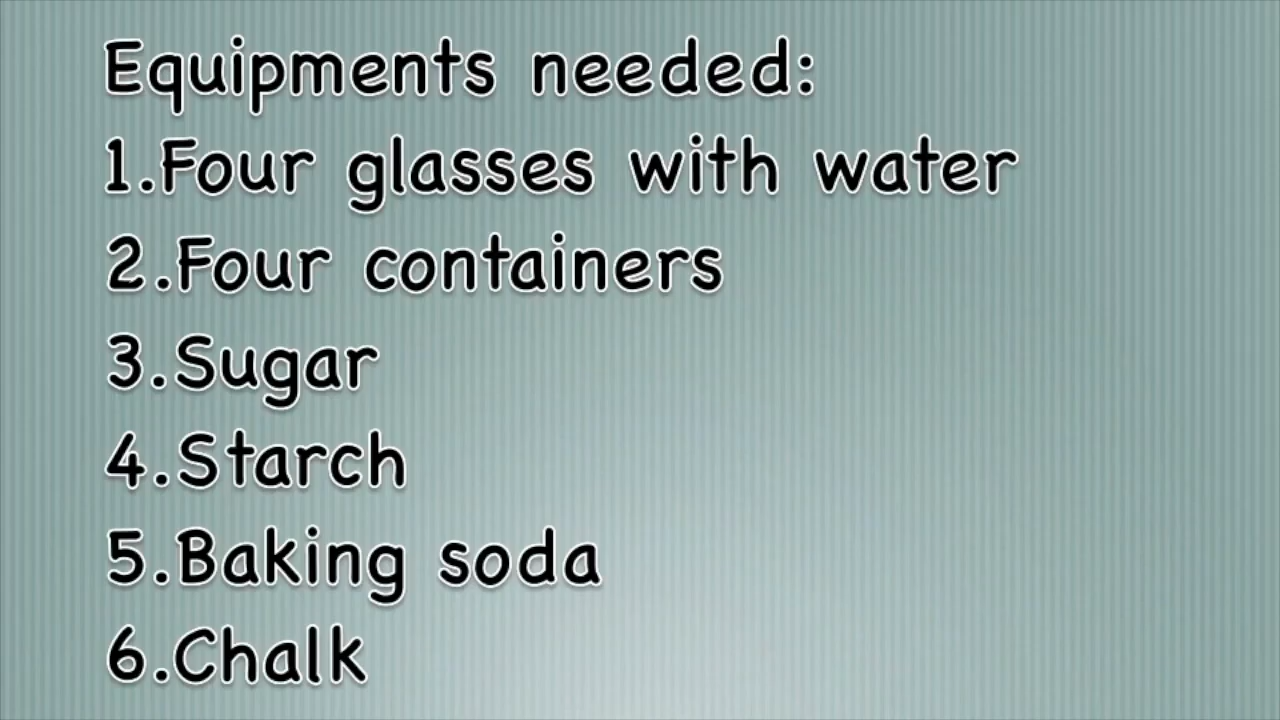 Equipments needed:
1.Four glasses with water
2.Four containers
3.Sugar
4.Starch
5.Baking soda
6.Chalk